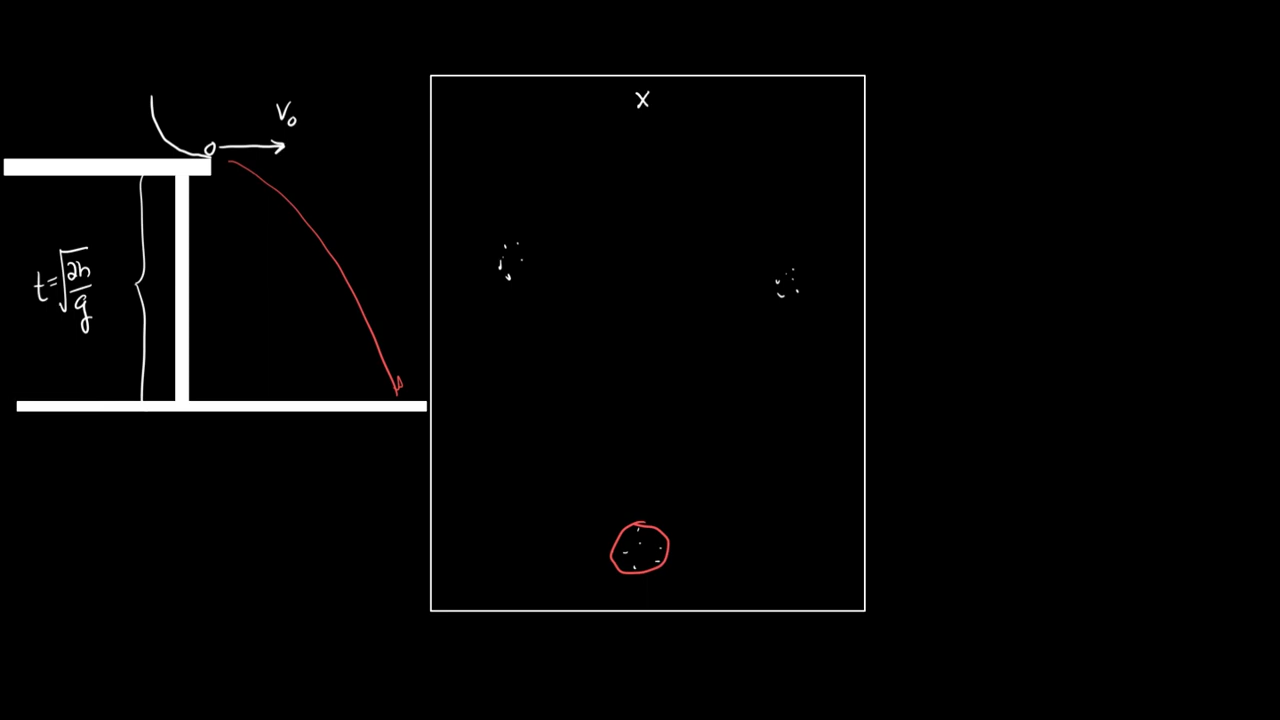 V₀
t=√(2h/g)
x